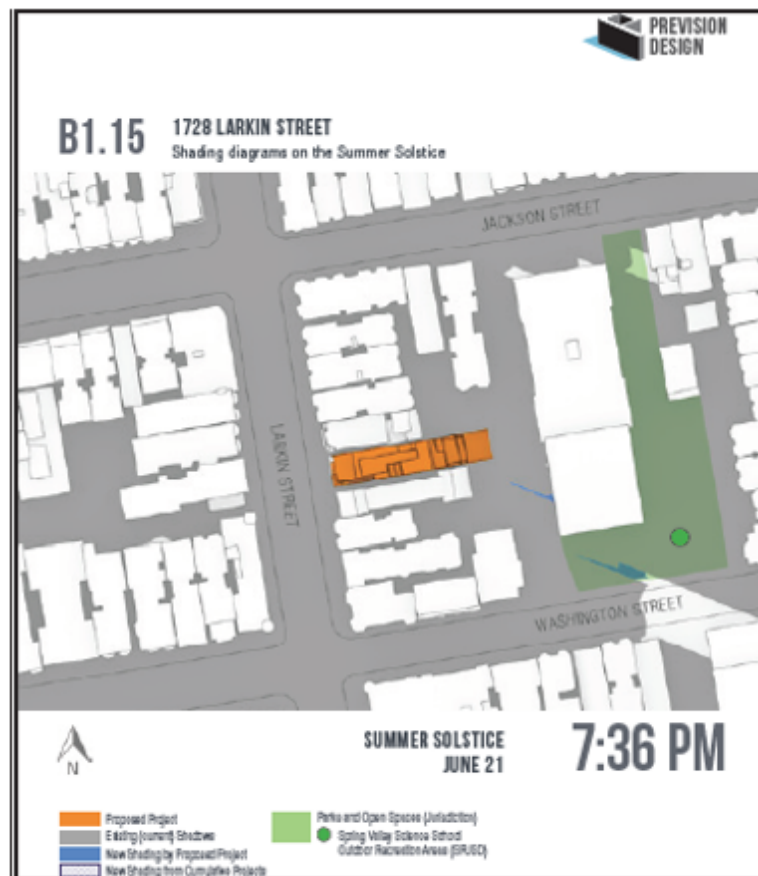 PREVISION
DESIGN
B1.15
1728 LARKIN STREET
Shading diagrams on the Summer Solstice
JACKSON STREET
LARKIN STREET
WASHINGTON STREET
N
SUMMER SOLSTICE
JUNE 21
7:36 PM
Proposed Project
Existing (current) Shadows
New Shading by Proposed Project
New Shading from Cumulative Projects
Parks and Open Spaces (Jurisdiction)
Spring Valley Science School
Outdoor Recreation Areas (SFUSD)